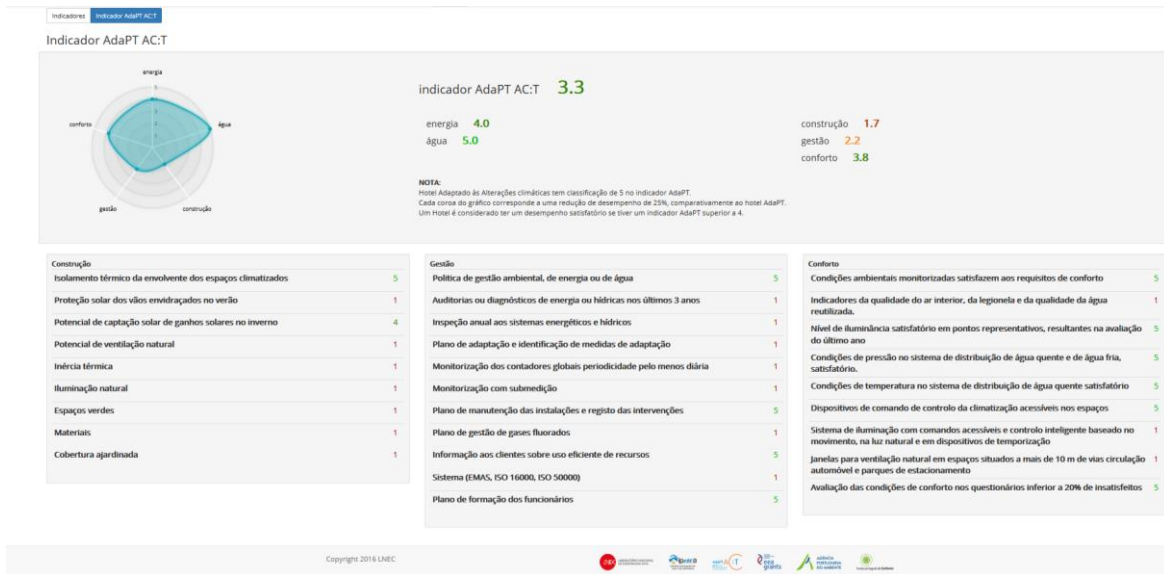 Indicadores Indicador AdaPT AC:T
Indicador AdaPT AC:T
energia
água
construção
gestão
conforto
indicador AdaPT AC:T 3.3
energia 4.0
água 5.0
construção 1.7
gestão 2.2
conforto 3.8
NOTA:
Hotel Adaptado às Alterações climáticas tem classificação de 5 no indicador AdaPT.
Cada coroa do gráfico corresponde a uma redução de desempenho de 25%, comparativamente ao hotel AdaPT.
Um Hotel é considerado ter um desempenho satisfatório se tiver um indicador AdaPT superior a 4.
Construção
Isolamento térmico da envolvente dos espaços climatizados 5
Proteção solar dos vãos envidraçados no verão 1
Potencial de captação solar de ganhos solares no inverno 4
Potencial de ventilação natural 1
Inércia térmica 1
Iluminação natural 1
Espaços verdes 1
Materiais 1
Cobertura ajardinada 1
Gestão
Politica de gestão ambiental, de energia ou de água 5
Auditorias ou diagnósticos de energia ou hídricas nos últimos 3 anos 1
Inspeção anual aos sistemas energéticos e hídricos 1
Plano de adaptação e identificação de medidas de adaptação 1
Monitorização dos contadores globais periodicidade pelo menos diária 1
Monitorização com submedição 1
Plano de manutenção das instalações e registo das intervenções 5
Plano de gestão de gases fluorados 1
Informação aos clientes sobre uso eficiente de recursos 5
Sistema (EMAS, ISO 16000, ISO 50000) 1
Plano de formação dos funcionários 5
Conforto
Condições ambientais monitorizadas satisfazem aos requisitos de conforto 5
Indicadores da qualidade do ar interior, da legionela e da qualidade da água 1
reutilizada.
Nível de iluminância satisfatório em pontos representativos, resultantes na avaliação 5
do último ano
Condições de pressão no sistema de distribuição de água quente e de água fria, 5
satisfatório.
Condições de temperatura no sistema de distribuição de água quente satisfatório 5
Dispositivos de comando de controlo da climatização acessíveis nos espaços 5
Sistema de iluminação com comandos acessíveis e controlo inteligente baseado no 1
movimento, na luz natural e em dispositivos de temporização
Janelas para ventilação natural em espaços situados a mais de 10 m de vias circulação 1
automóvel e parques de estacionamento
Avaliação das condições de conforto nos questionários inferior a 20% de insatisfeitos 5
Copyright 2016 LNEC
eea
grants
AGÊNCIA
PORTUGUESA
DO AMBIENTE